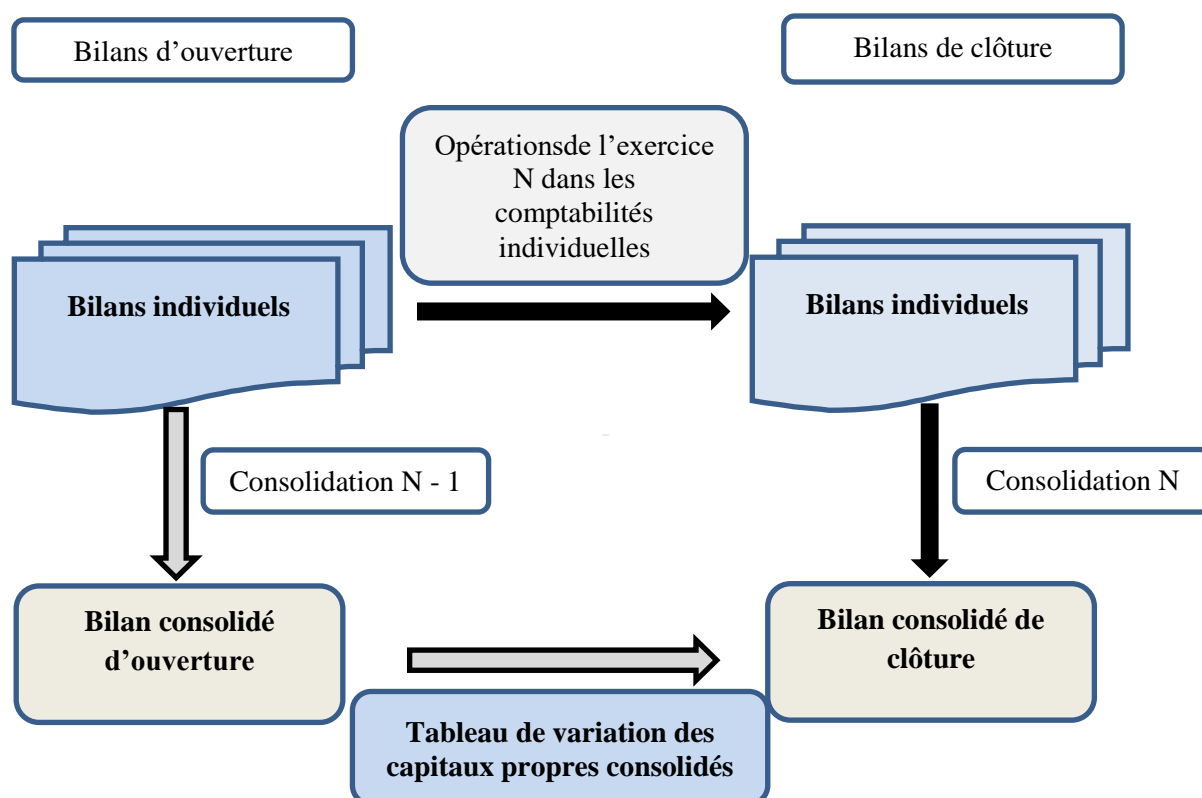 Bilans d’ouverture
Bilans de clôture
Opérationsde l’exercice
N dans les
comptabilités
individuelles
Bilans individuels
Bilans individuels
Consolidation N - 1
Consolidation N
Bilan consolidé
d’ouverture
Bilan consolidé de
clôture
Tableau de variation des
capitaux propres consolidés